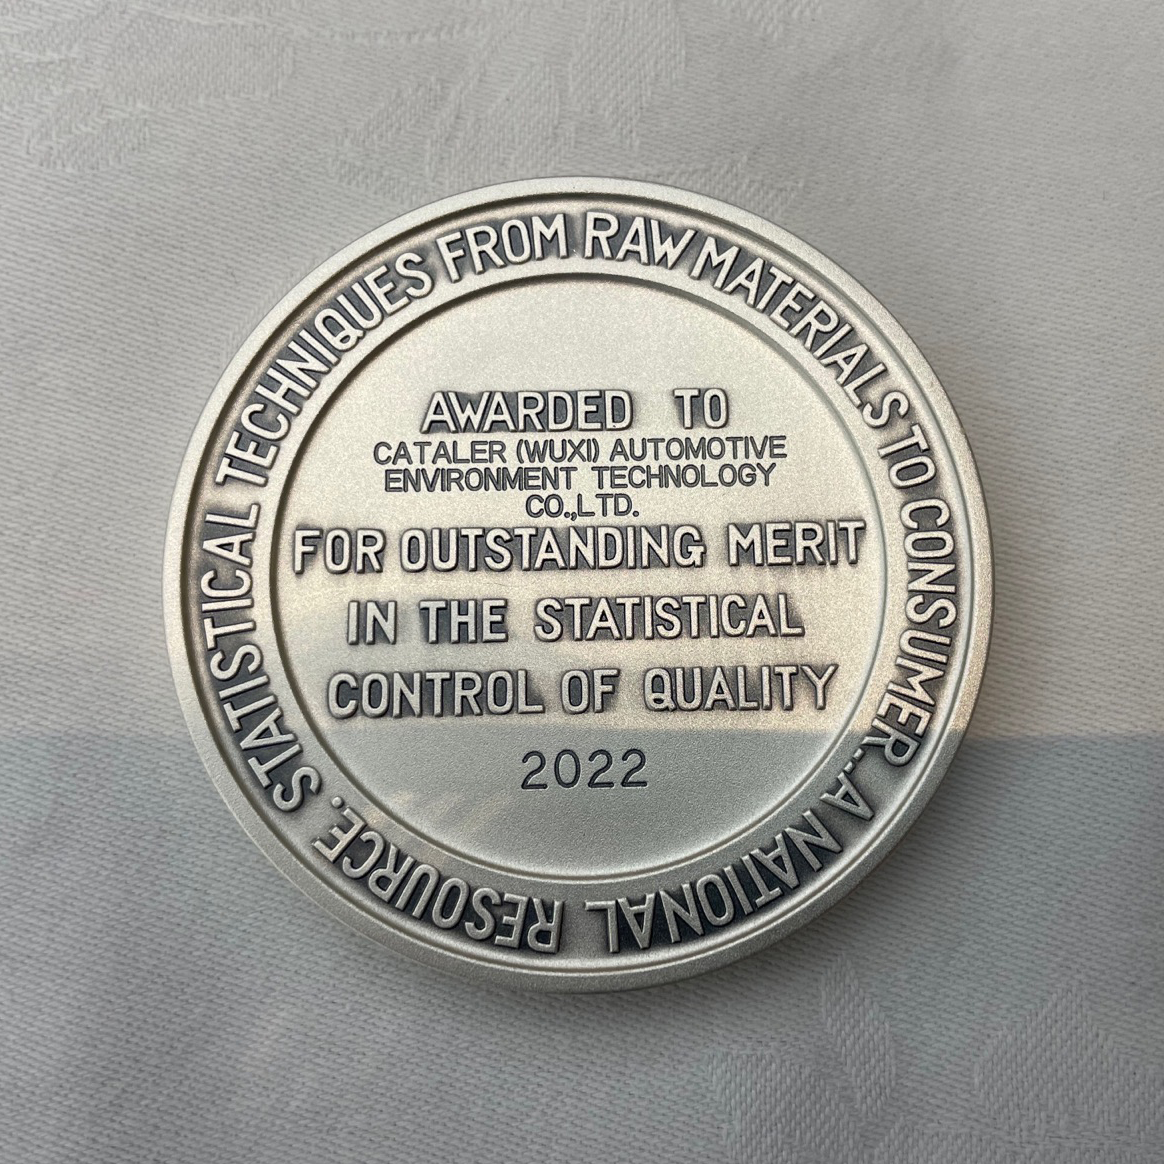 STATISTICAL TECHNIQUES FROM RAW MATERIALS TO CONSUMER...A NATIONAL RESOURCE.
AWARDED TO
CATALER (WUXI) AUTOMOTIVE
ENVIRONMENT TECHNOLOGY
CO.,LTD.
FOR OUTSTANDING MERIT
IN THE STATISTICAL
CONTROL OF QUALITY
2022